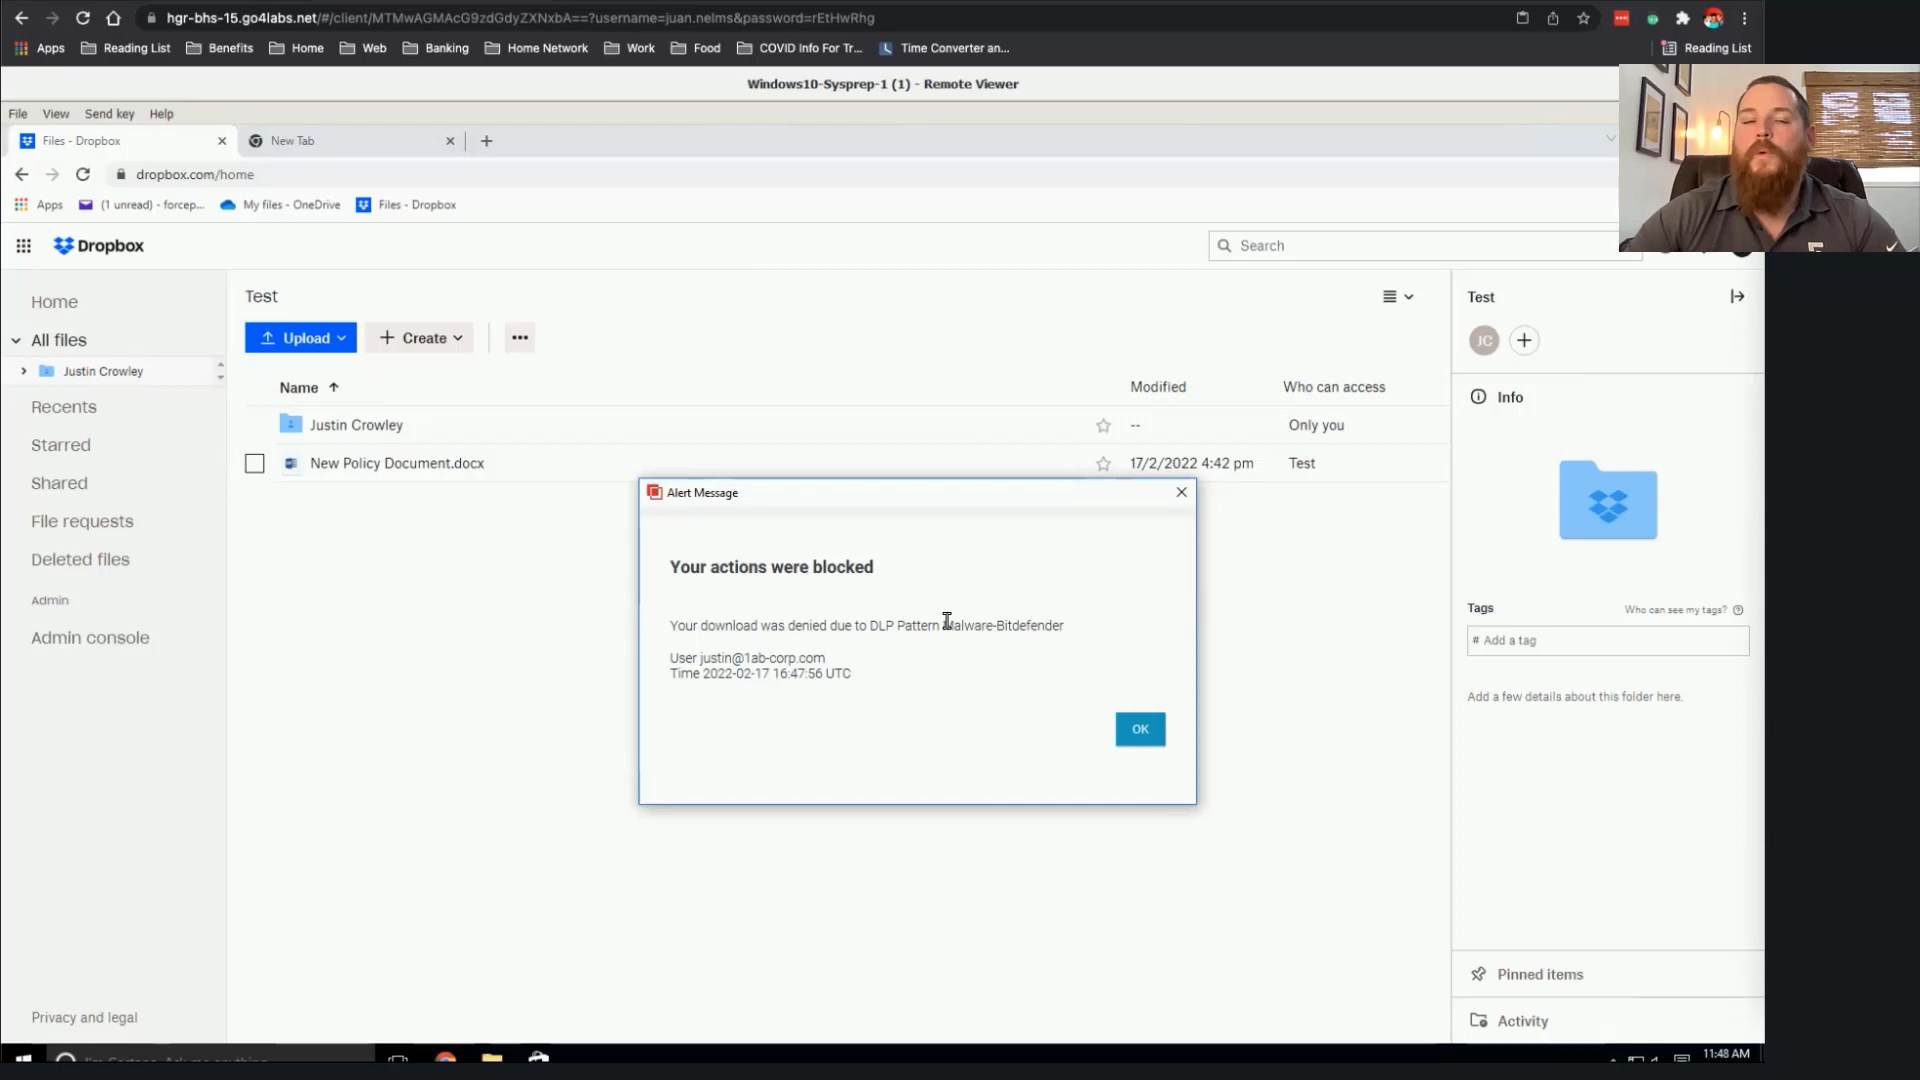 hgr-bhs-15.go4labs.net/#/client/MTMwAGMAcG9zdGdyZXNxbA==?username=juan.nelms&password=rEtHwRhg
Apps Reading List Benefits Home Web Banking Home Network Work Food COVID Info For Tr... Time Converter an... Reading List
Windows10-Sysprep-1 (1) - Remote Viewer
File View Send key Help
Files - Dropbox New Tab
dropbox.com/home
Apps (1 unread) - forcep... My files - OneDrive Files - Dropbox
Dropbox
Search
Home
All files
Justin Crowley
Recents
Starred
Shared
File requests
Deleted files
Admin
Admin console
Privacy and legal
Test
Upload Create
Name Modified Who can access
Justin Crowley -- Only you
New Policy Document.docx 17/2/2022 4:42 pm Test
Alert Message
Your actions were blocked
Your download was denied due to DLP Pattern Malware-Bitdefender
User justin@1ab-corp.com
Time 2022-02-17 16:47:56 UTC
OK
Test
JC
Info
Tags Who can see my tags?
# Add a tag
Add a few details about this folder here.
Pinned items
Activity
I'm Cortana. Ask me anything.
11:48 AM